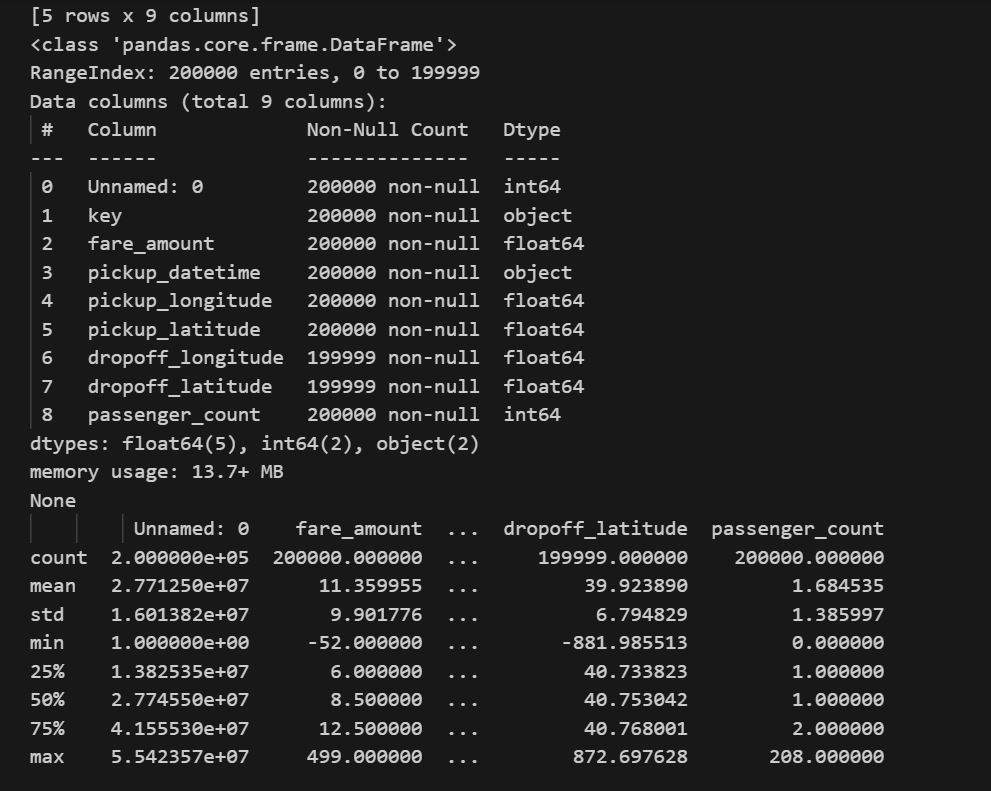 [5 rows x 9 columns]
<class 'pandas.core.frame.DataFrame'>
RangeIndex: 200000 entries, 0 to 199999
Data columns (total 9 columns):
 #   Column             Non-Null Count   Dtype
---  ------             --------------   -----
 0   Unnamed: 0         200000 non-null  int64
 1   key                200000 non-null  object
 2   fare_amount        200000 non-null  float64
 3   pickup_datetime    200000 non-null  object
 4   pickup_longitude   200000 non-null  float64
 5   pickup_latitude    200000 non-null  float64
 6   dropoff_longitude  199999 non-null  float64
 7   dropoff_latitude   199999 non-null  float64
 8   passenger_count    200000 non-null  int64
dtypes: float64(5), int64(2), object(2)
memory usage: 13.7+ MB
None
         Unnamed: 0    fare_amount  ...  dropoff_latitude  passenger_count
count  2.000000e+05  200000.000000  ...     199999.000000    200000.000000
mean   2.771250e+07      11.359955  ...         39.923890         1.684535
std    1.601382e+07       9.901776  ...          6.794829         1.385997
min    1.000000e+00     -52.000000  ...       -881.985513         0.000000
25%    1.382535e+07       6.000000  ...         40.733823         1.000000
50%    2.774550e+07       8.500000  ...         40.753042         1.000000
75%    4.155530e+07      12.500000  ...         40.768001         2.000000
max    5.542357e+07     499.000000  ...        872.697628       208.000000